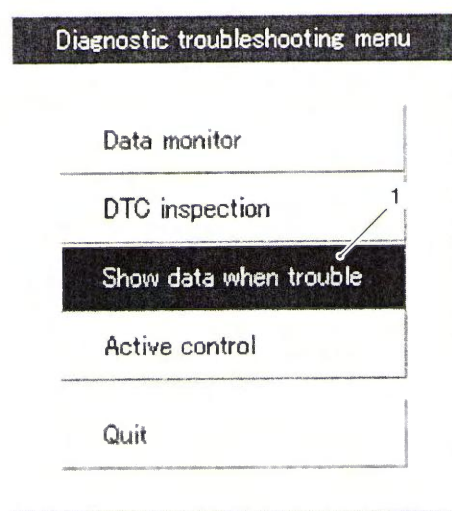 Diagnostic troubleshooting menu
Data monitor
DTC inspection
1
Show data when trouble
Active control
Quit